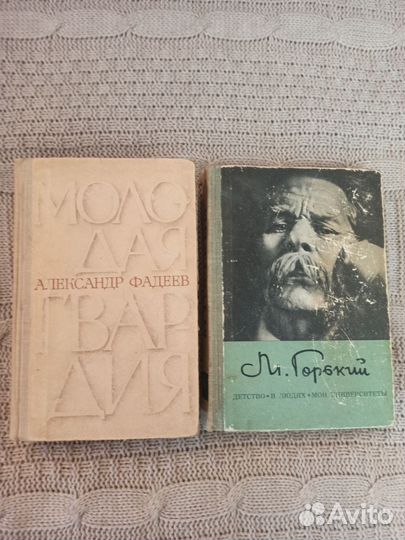 МОЛО
ДАЯ
АЛЕКСАНДР ФАДЕЕВ
ГВАР
ДИЯ
М. Горький
ДЕТСТВО • В ЛЮДЯХ • МОИ УНИВЕРСИТЕТЫ
Avito